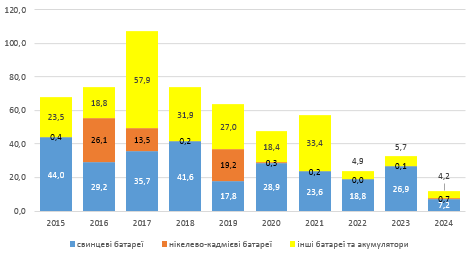 120,0
100,0
80,0
60,0
40,0
20,0
0,0
23,5 18,8 57,9 31,9 27,0 18,4 33,4 4,9 5,7 4,2
0,4 26,1 13,5 0,2 19,2 0,3 0,2 0,0 0,1 0,7
44,0 29,2 35,7 41,6 17,8 28,9 23,6 18,8 26,9 7,2
2015 2016 2017 2018 2019 2020 2021 2022 2023 2024
свинцеві батареї нікелево-кадмієві батареї інші батареї та акумулятори